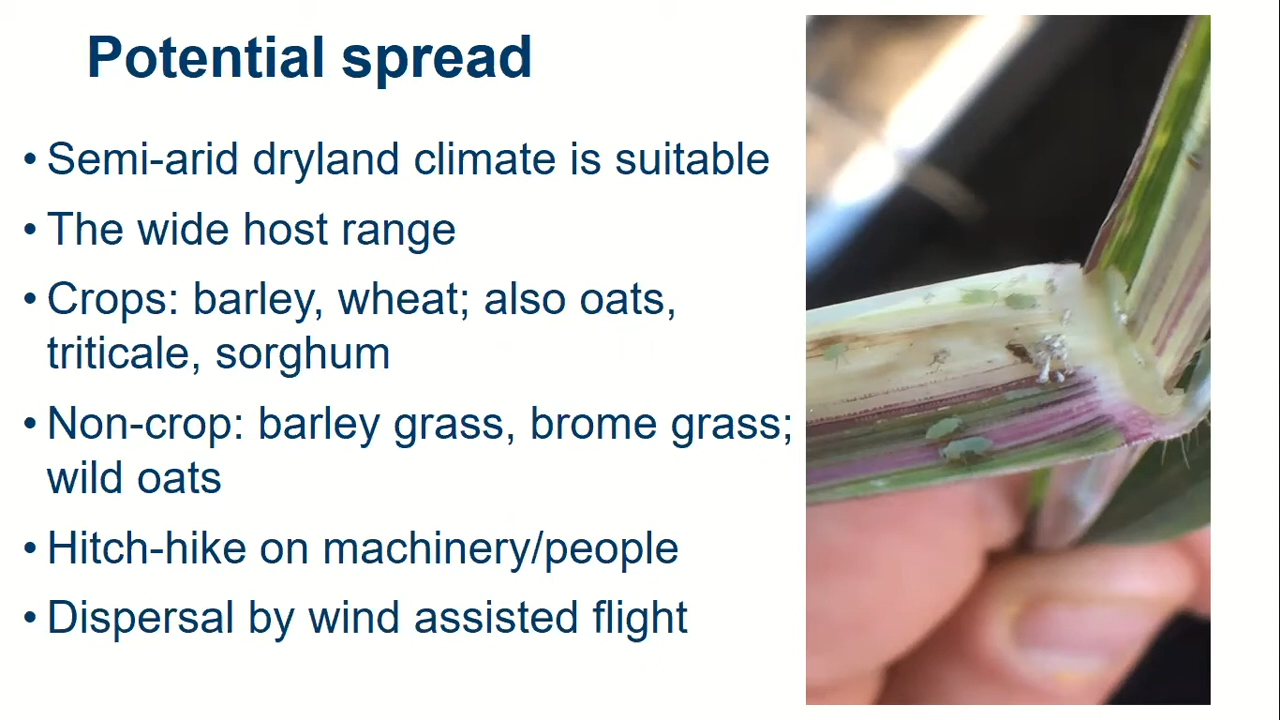 Potential spread
• Semi-arid dryland climate is suitable
• The wide host range
• Crops: barley, wheat; also oats,
triticale, sorghum
• Non-crop: barley grass, brome grass;
wild oats
• Hitch-hike on machinery/people
• Dispersal by wind assisted flight